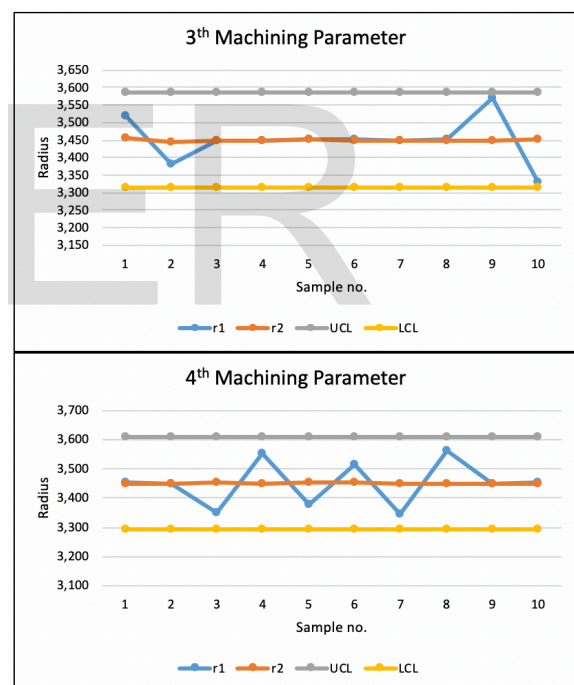 3th Machining Parameter
3,650
3,600
3,550
3,500
3,450
3,400
3,350
3,300
3,250
3,200
3,150
Radius
1 2 3 4 5 6 7 8 9 10
Sample no.
r1 r2 UCL LCL
4th Machining Parameter
3,700
3,600
3,500
3,400
3,300
3,200
3,100
Radius
1 2 3 4 5 6 7 8 9 10
Sample no.
r1 r2 UCL LCL
ER